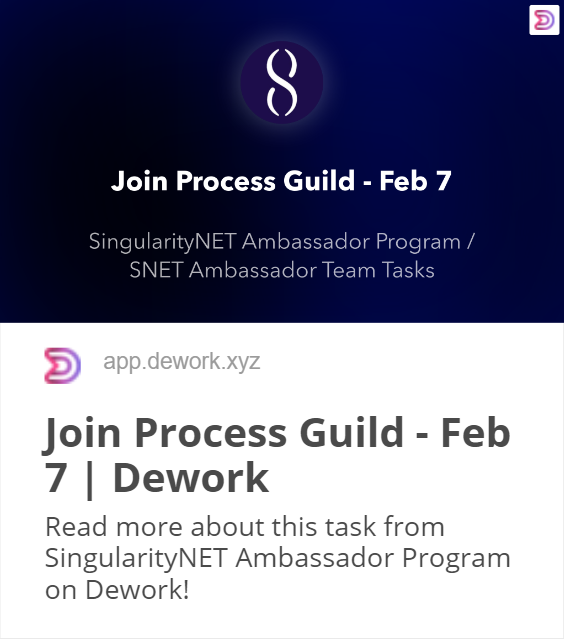 Join Process Guild - Feb 7
SingularityNET Ambassador Program /
SNET Ambassador Team Tasks
app.dework.xyz
Join Process Guild - Feb
7 | Dework
Read more about this task from
SingularityNET Ambassador Program
on Dework!